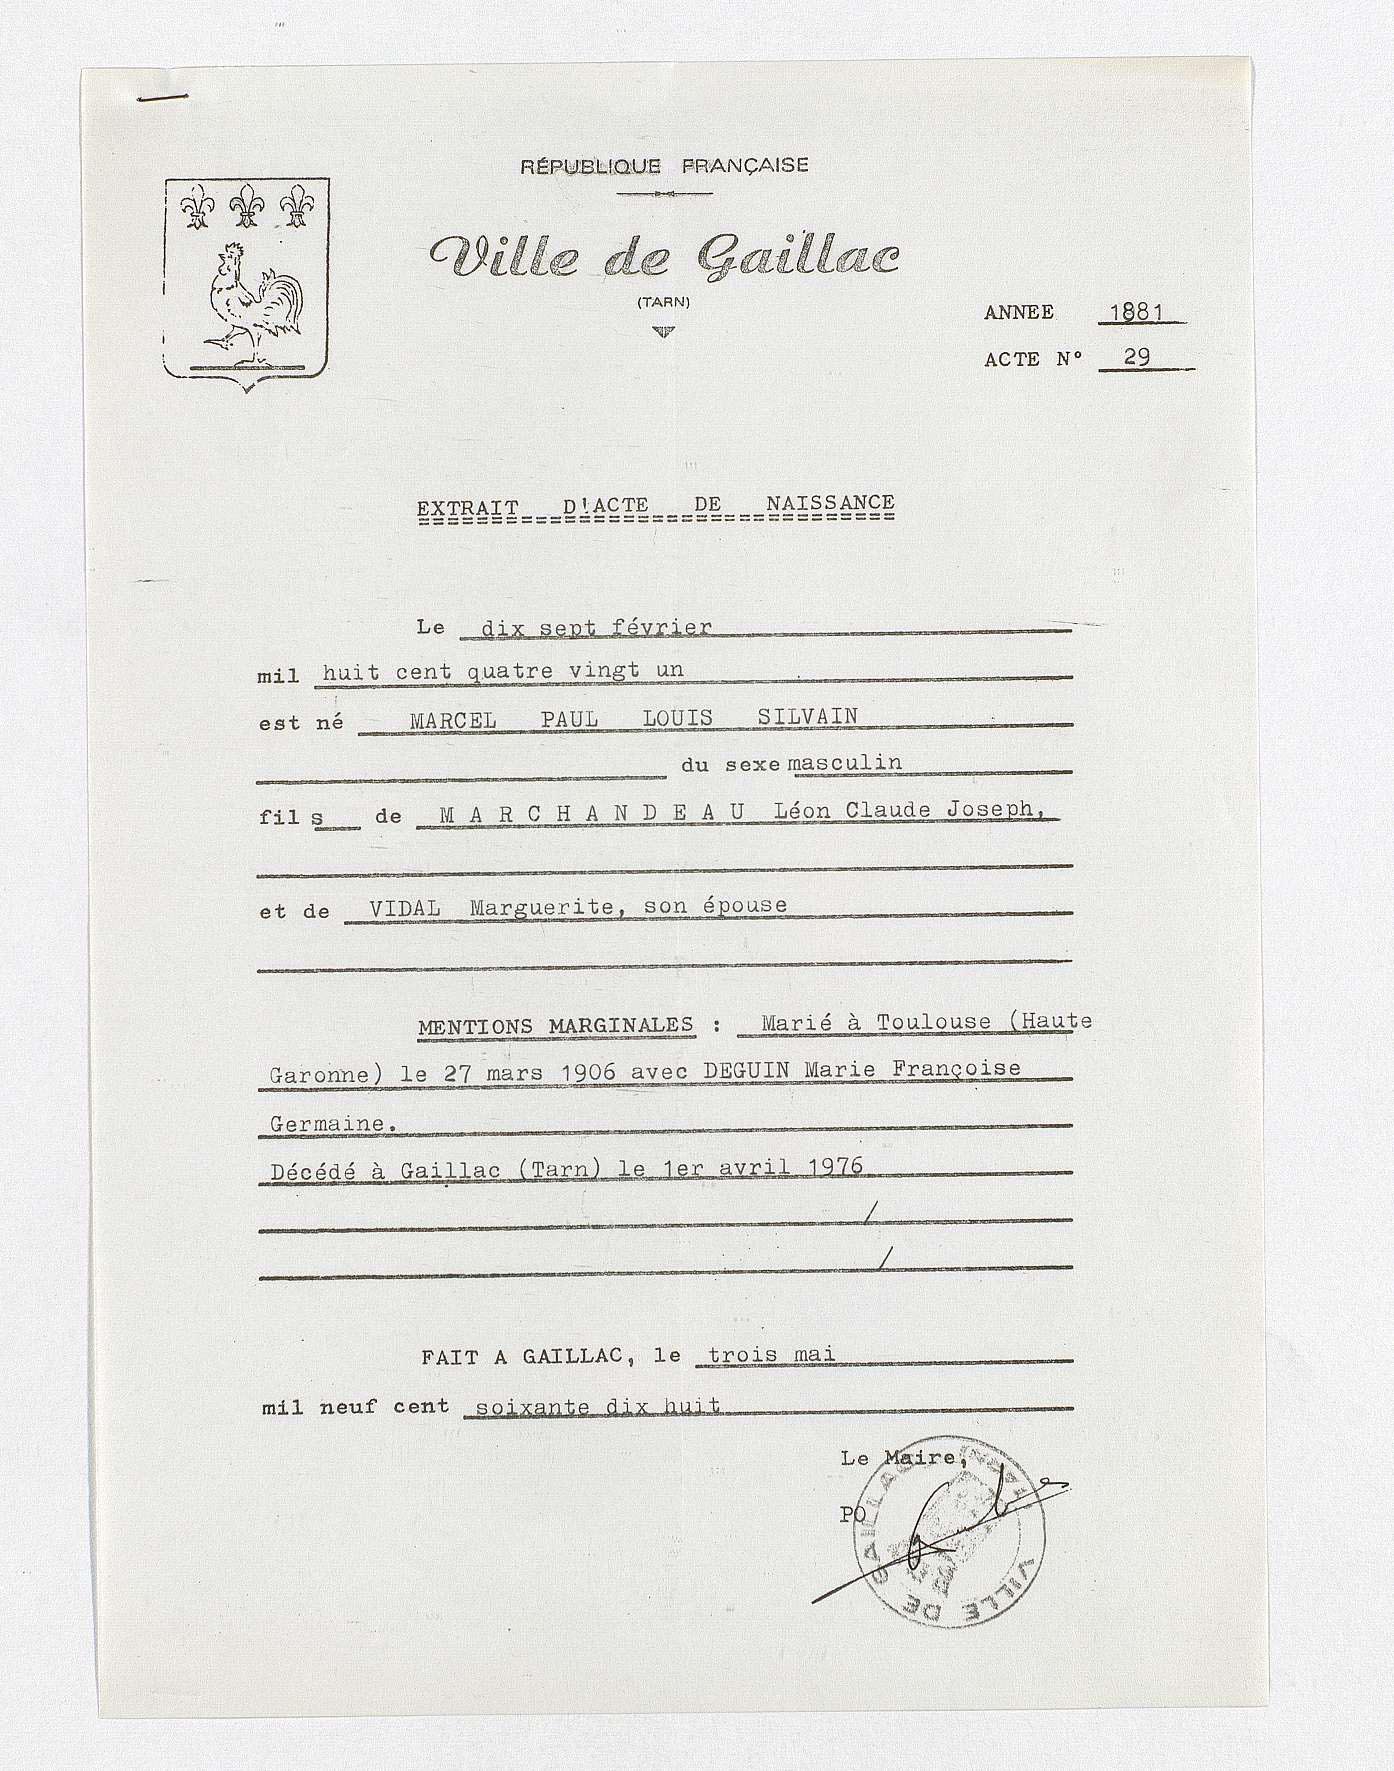 RÉPUBLIQUE FRANÇAISE
Ville de Gaillac
(TARN)
ANNEE 1881
ACTE N° 29
EXTRAIT D'ACTE DE NAISSANCE
Le dix sept février
mil huit cent quatre vingt un
est né MARCEL PAUL LOUIS SILVAIN
du sexe masculin
fils de MARCHANDEAU Léon Claude Joseph,
et de VIDAL Marguerite, son épouse
MENTIONS MARGINALES : Marié à Toulouse (Haute
Garonne) le 27 mars 1906 avec DEGUIN Marie Françoise
Germaine.
Décédé à Gaillac (Tarn) le 1er avril 1976
FAIT A GAILLAC, le trois mai
mil neuf cent soixante dix huit
Le Maire,
PO
VILLE DE GAILLAC